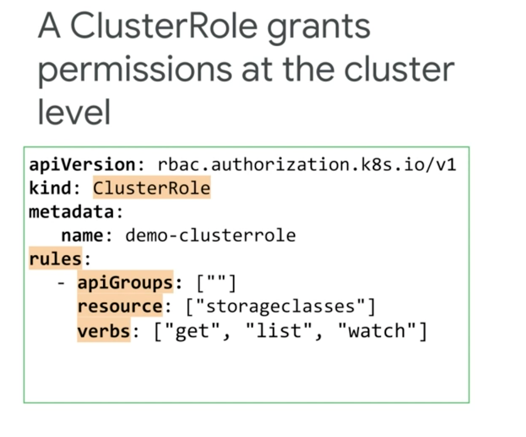 A ClusterRole grants
permissions at the cluster
level
apiVersion: rbac.authorization.k8s.io/v1
kind: ClusterRole
metadata:
name: demo-clusterrole
rules:
- apiGroups: [""]
resource: ["storageclasses"]
verbs: ["get", "list", "watch"]